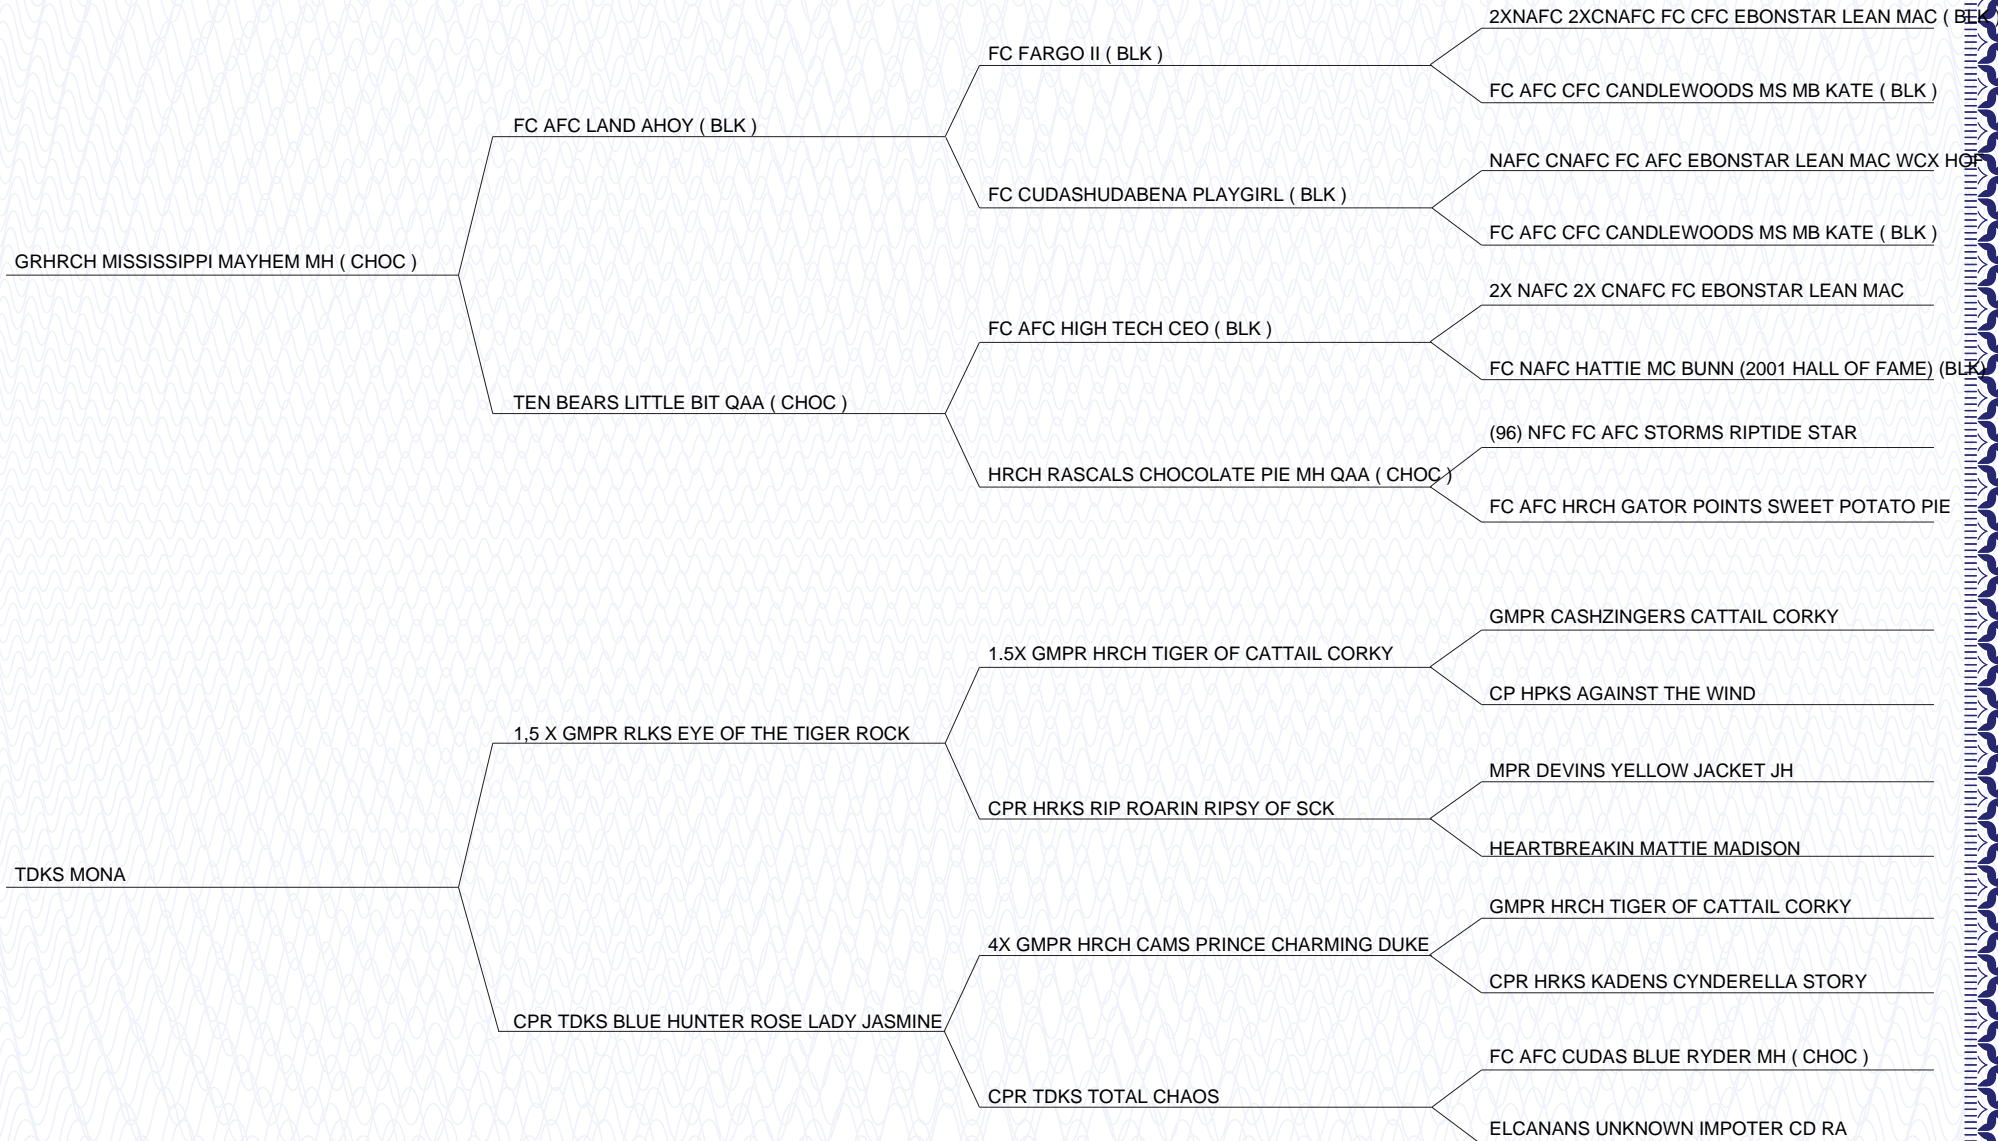 2XNAFC 2XCNAFC FC CFC EBONSTAR LEAN MAC ( BLK )
FC FARGO II ( BLK )
FC AFC CFC CANDLEWOODS MS MB KATE ( BLK )
FC AFC LAND AHOY ( BLK )
NAFC CNAFC FC AFC EBONSTAR LEAN MAC WCX HOF
FC CUDASHUDABENA PLAYGIRL ( BLK )
FC AFC CFC CANDLEWOODS MS MB KATE ( BLK )
GRHRCH MISSISSIPPI MAYHEM MH ( CHOC )
2X NAFC 2X CNAFC FC EBONSTAR LEAN MAC
FC AFC HIGH TECH CEO ( BLK )
FC NAFC HATTIE MC BUNN (2001 HALL OF FAME) (BLK)
TEN BEARS LITTLE BIT QAA ( CHOC )
(96) NFC FC AFC STORMS RIPTIDE STAR
HRCH RASCALS CHOCOLATE PIE MH QAA ( CHOC )
FC AFC HRCH GATOR POINTS SWEET POTATO PIE
GMPR CASHZINGERS CATTAIL CORKY
1.5X GMPR HRCH TIGER OF CATTAIL CORKY
CP HPKS AGAINST THE WIND
1,5 X GMPR RLKS EYE OF THE TIGER ROCK
MPR DEVINS YELLOW JACKET JH
CPR HRKS RIP ROARIN RIPSY OF SCK
HEARTBREAKIN MATTIE MADISON
TDKS MONA
GMPR HRCH TIGER OF CATTAIL CORKY
4X GMPR HRCH CAMS PRINCE CHARMING DUKE
CPR HRKS KADENS CYNDERELLA STORY
CPR TDKS BLUE HUNTER ROSE LADY JASMINE
FC AFC CUDAS BLUE RYDER MH ( CHOC )
CPR TDKS TOTAL CHAOS
ELCANANS UNKNOWN IMPOTER CD RA